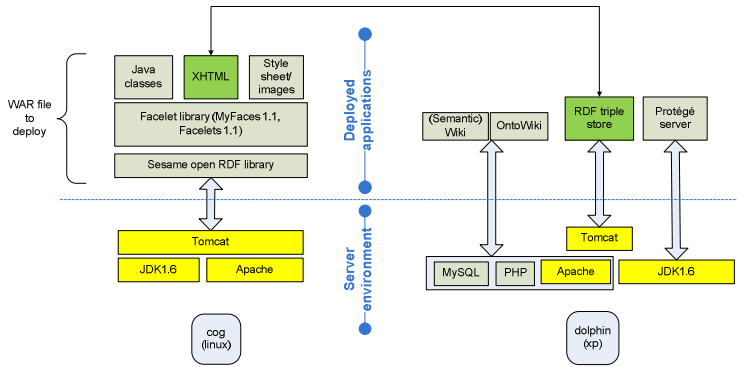 WAR file
to
deploy
Java
classes
XHTML
Style
sheet/
images
Facelet library (MyFaces 1.1,
Facelets 1.1)
Sesame open RDF library
Tomcat
JDK1.6
Apache
cog
(linux)
Deployed
applications
Server
environment
(Semantic)
Wiki
OntoWiki
RDF triple
store
Protégé
server
Tomcat
MySQL
PHP
Apache
JDK1.6
dolphin
(xp)